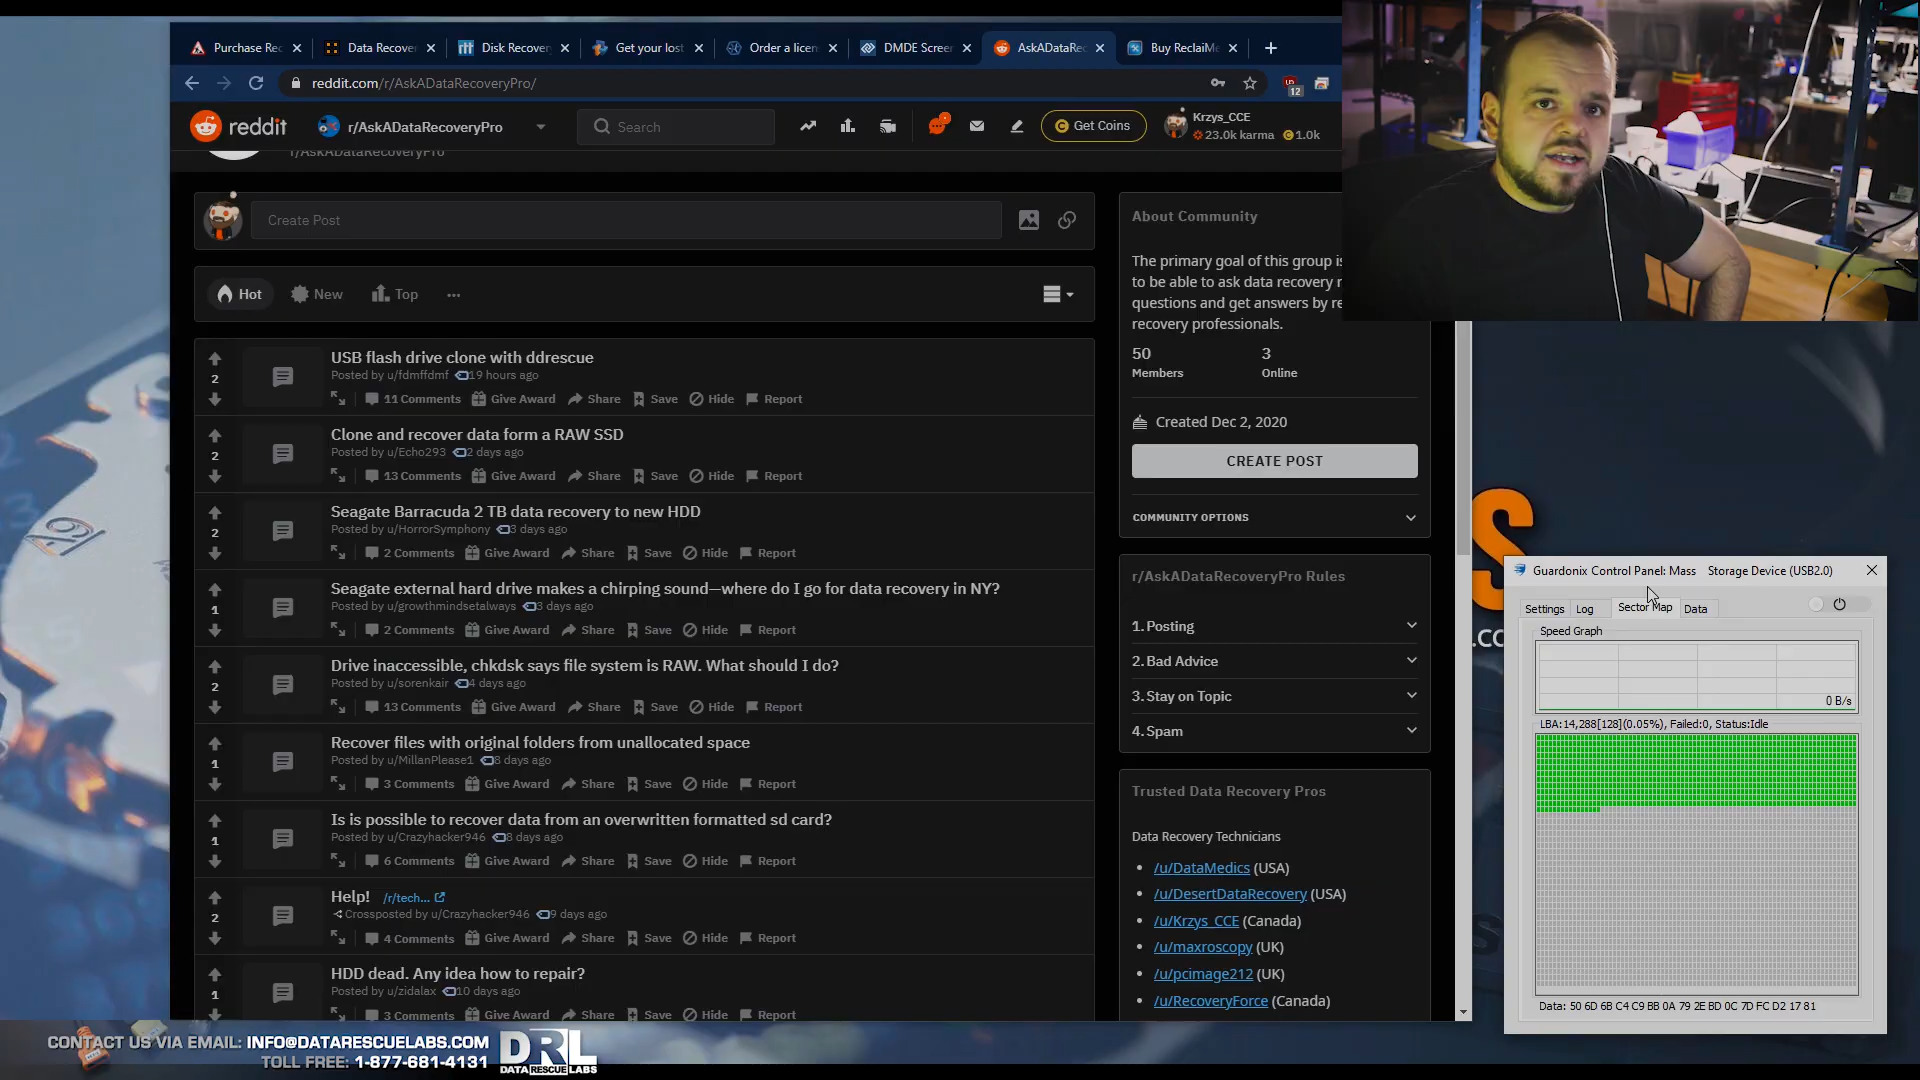 Purchase Rec
Data Recover
Disk Recovery
Get your lost
Order a licen
DMDE Screen
AskADataRec
Buy ReclaiMe
reddit.com/r/AskADataRecoveryPro/
12
reddit
r/AskADataRecoveryPro
Search
Get Coins
Krzys_CCE
23.0k karma
1.0k
r/AskADataRecoveryPro
Create Post
Hot
New
Top
USB flash drive clone with ddrescue
Posted by u/fdmffdmf 19 hours ago
2
11 Comments Give Award Share Save Hide Report
Clone and recover data form a RAW SSD
Posted by u/Echo293 2 days ago
2
13 Comments Give Award Share Save Hide Report
Seagate Barracuda 2 TB data recovery to new HDD
Posted by u/HorrorSymphony 3 days ago
2
2 Comments Give Award Share Save Hide Report
Seagate external hard drive makes a chirping sound—where do I go for data recovery in NY?
Posted by u/growthmindsetalways 3 days ago
1
2 Comments Give Award Share Save Hide Report
Drive inaccessible, chkdsk says file system is RAW. What should I do?
Posted by u/sorenkair 4 days ago
2
13 Comments Give Award Share Save Hide Report
Recover files with original folders from unallocated space
Posted by u/MillanPlease1 8 days ago
1
3 Comments Give Award Share Save Hide Report
Is is possible to recover data from an overwritten formatted sd card?
Posted by u/Crazyhacker946 8 days ago
1
6 Comments Give Award Share Save Hide Report
Help! /r/tech...
Crossposted by u/Crazyhacker946 9 days ago
2
4 Comments Give Award Share Save Hide Report
HDD dead. Any idea how to repair?
Posted by u/zidalax 10 days ago
1
3 Comments Give Award Share Save Hide Report
About Community
The primary goal of this group is
to be able to ask data recovery r
questions and get answers by re
recovery professionals.
50
Members
3
Online
Created Dec 2, 2020
CREATE POST
COMMUNITY OPTIONS
r/AskADataRecoveryPro Rules
1. Posting
2. Bad Advice
3. Stay on Topic
4. Spam
Trusted Data Recovery Pros
Data Recovery Technicians
/u/DataMedics (USA)
/u/DesertDataRecovery (USA)
/u/Krzys_CCE (Canada)
/u/maxroscopy (UK)
/u/pcimage212 (UK)
/u/RecoveryForce (Canada)
S
.CO
Guardonix Control Panel: Mass Storage Device (USB2.0)
Settings Log Sector Map Data
Speed Graph
0 B/s
LBA:14,288[128](0.05%), Failed:0, Status:Idle
Data: 50 6D 6B C4 C9 BB 0A 79 2E BD 0C 7D FC D2 17 81
CONTACT US VIA EMAIL: INFO@DATARESCUELABS.COM
TOLL FREE: 1-877-681-4131
DRL
DATA RESCUE LABS